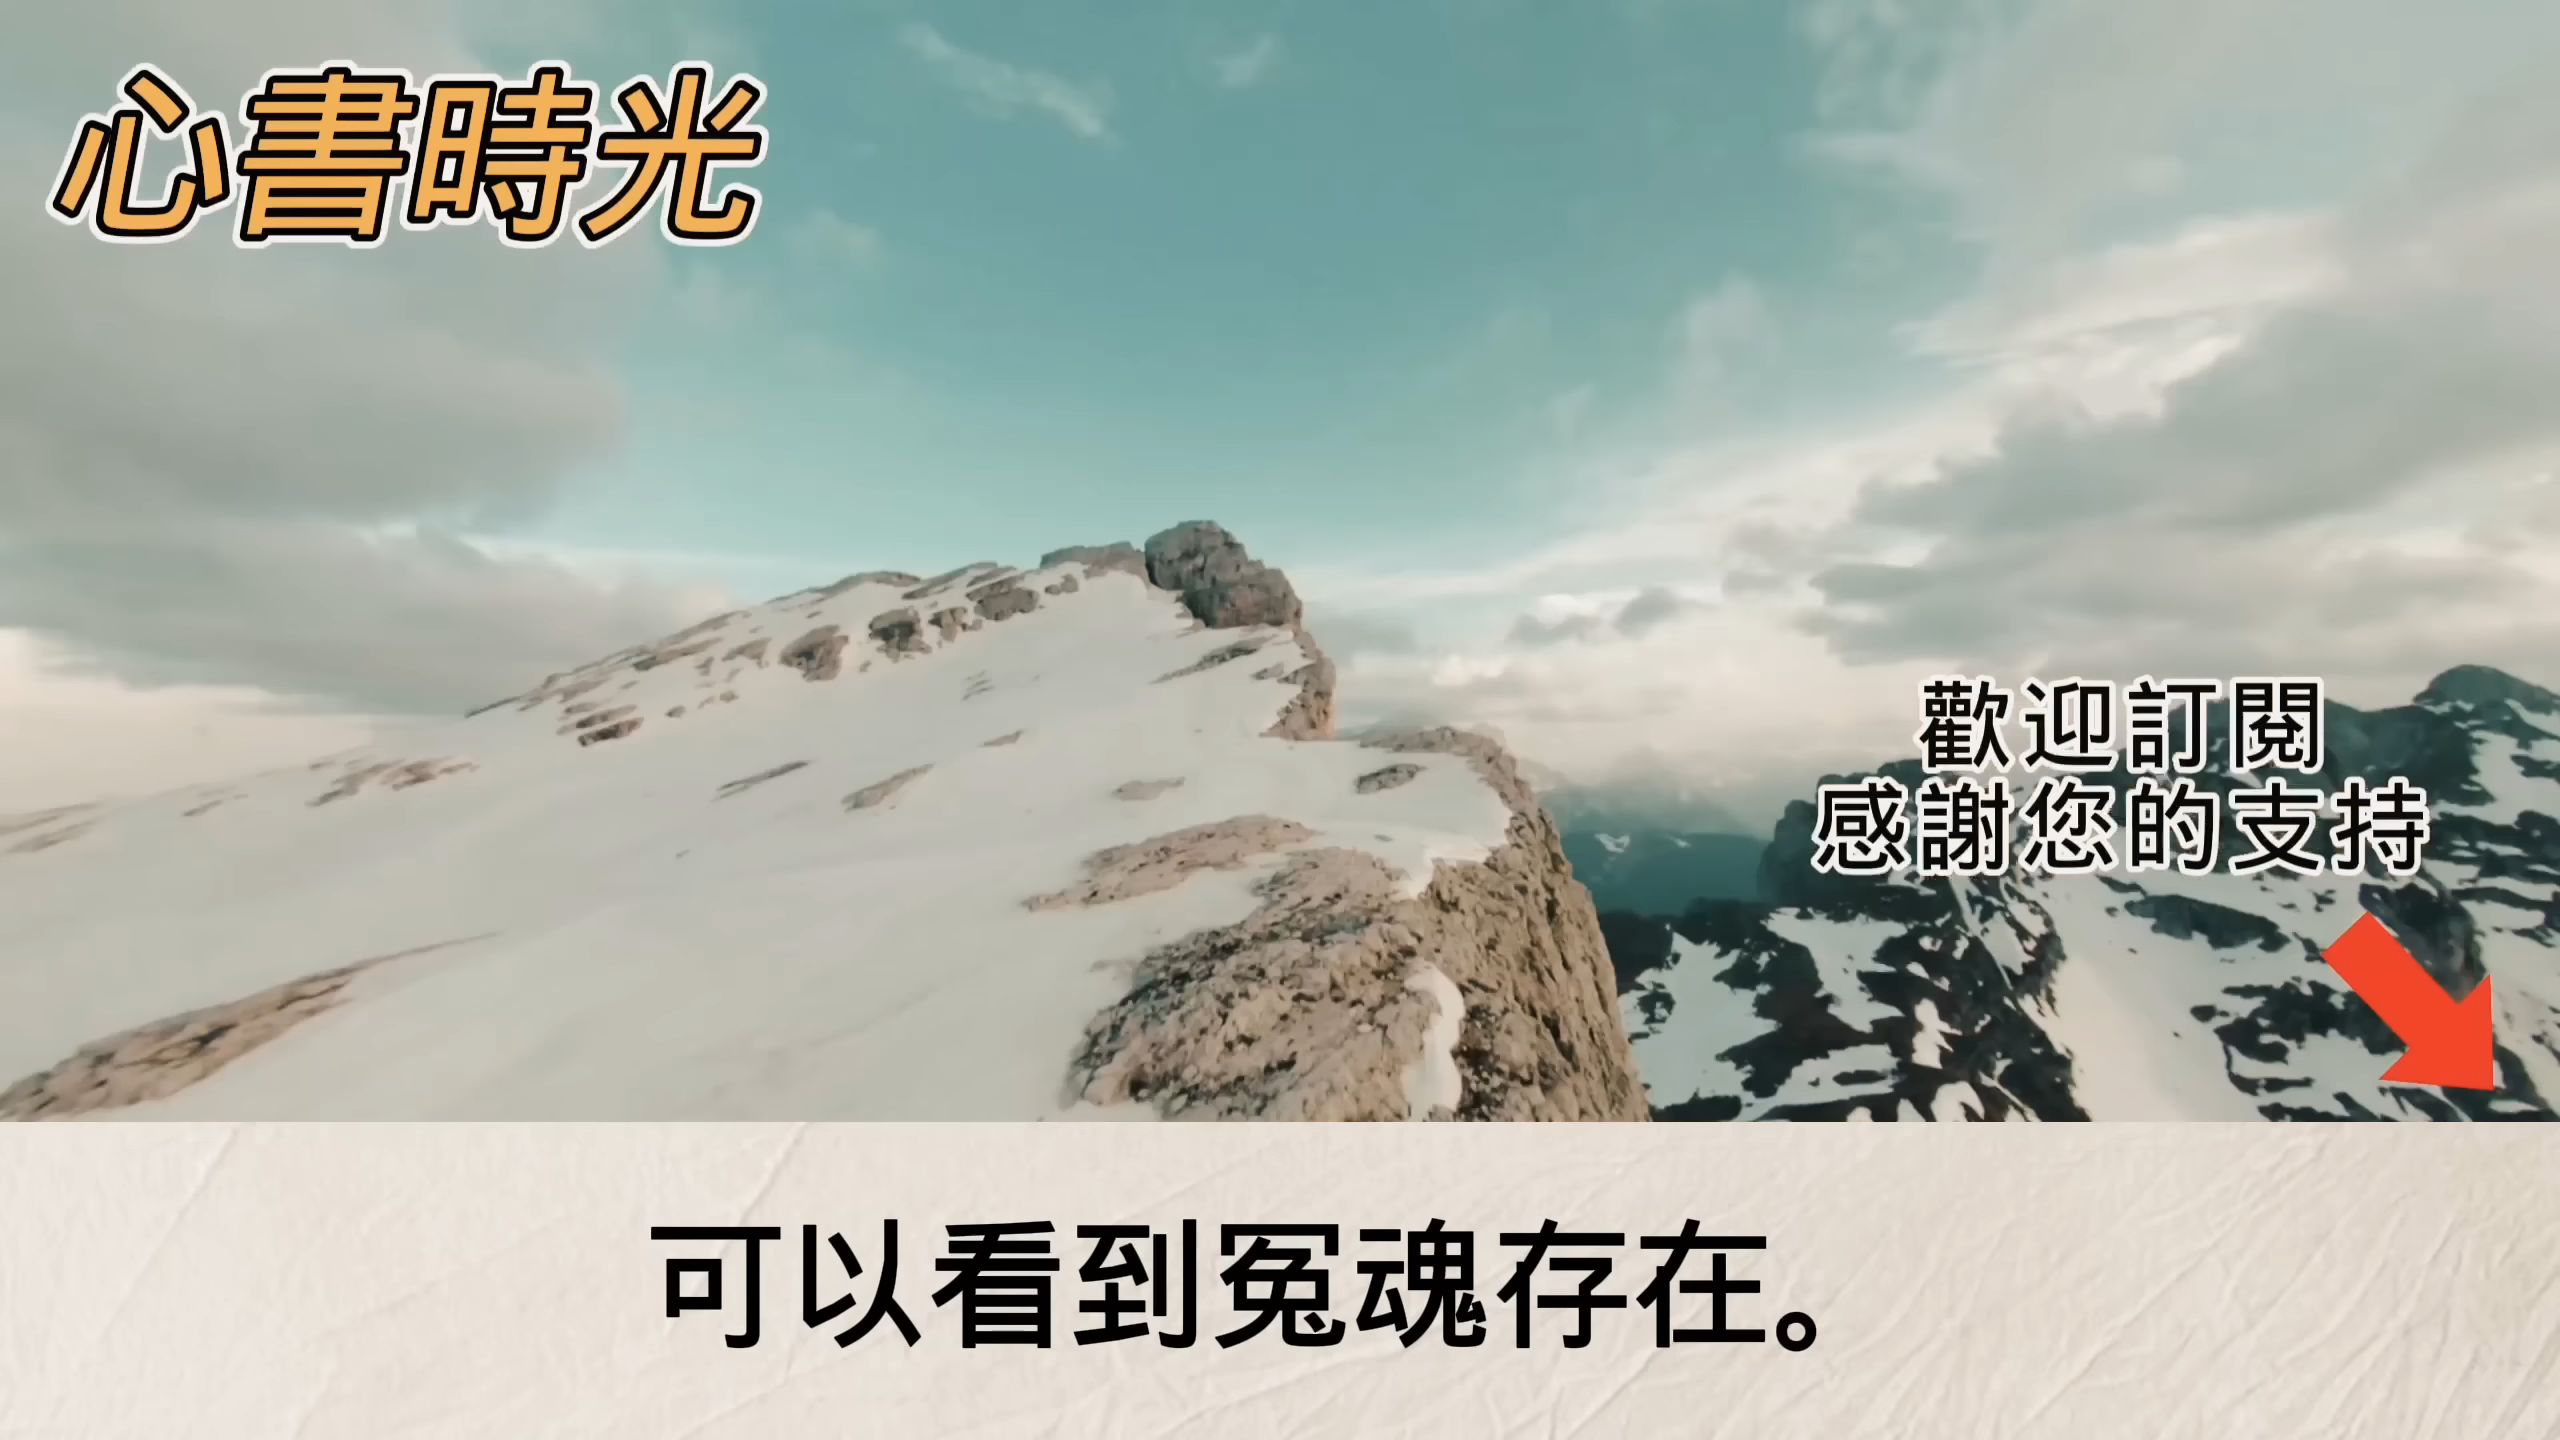 心書時光
歡迎訂閱
感謝您的支持
可以看到冤魂存在。